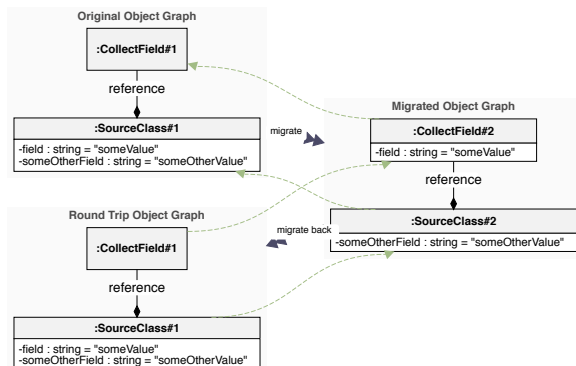 Original Object Graph
:CollectField#1
reference
:SourceClass#1
-field : string = "someValue"
-someOtherField : string = "someOtherValue"
migrate
Migrated Object Graph
:CollectField#2
-field : string = "someValue"
reference
:SourceClass#2
-someOtherField : string = "someOtherValue"
migrate back
Round Trip Object Graph
:CollectField#1
reference
:SourceClass#1
-field : string = "someValue"
-someOtherField : string = "someOtherValue"